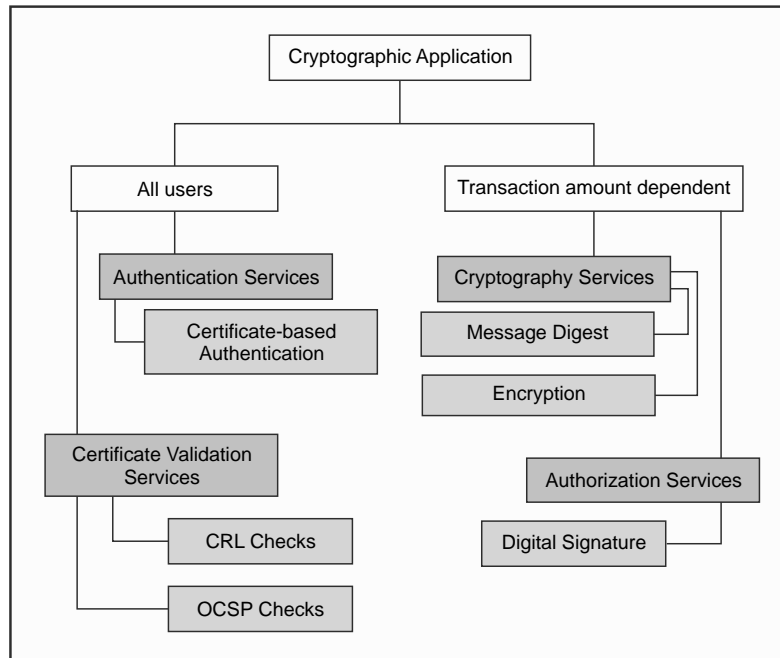 Cryptographic Application
All users
Transaction amount dependent
Authentication Services
Cryptography Services
Certificate-based
Authentication
Message Digest
Encryption
Certificate Validation
Services
Authorization Services
CRL Checks
Digital Signature
OCSP Checks